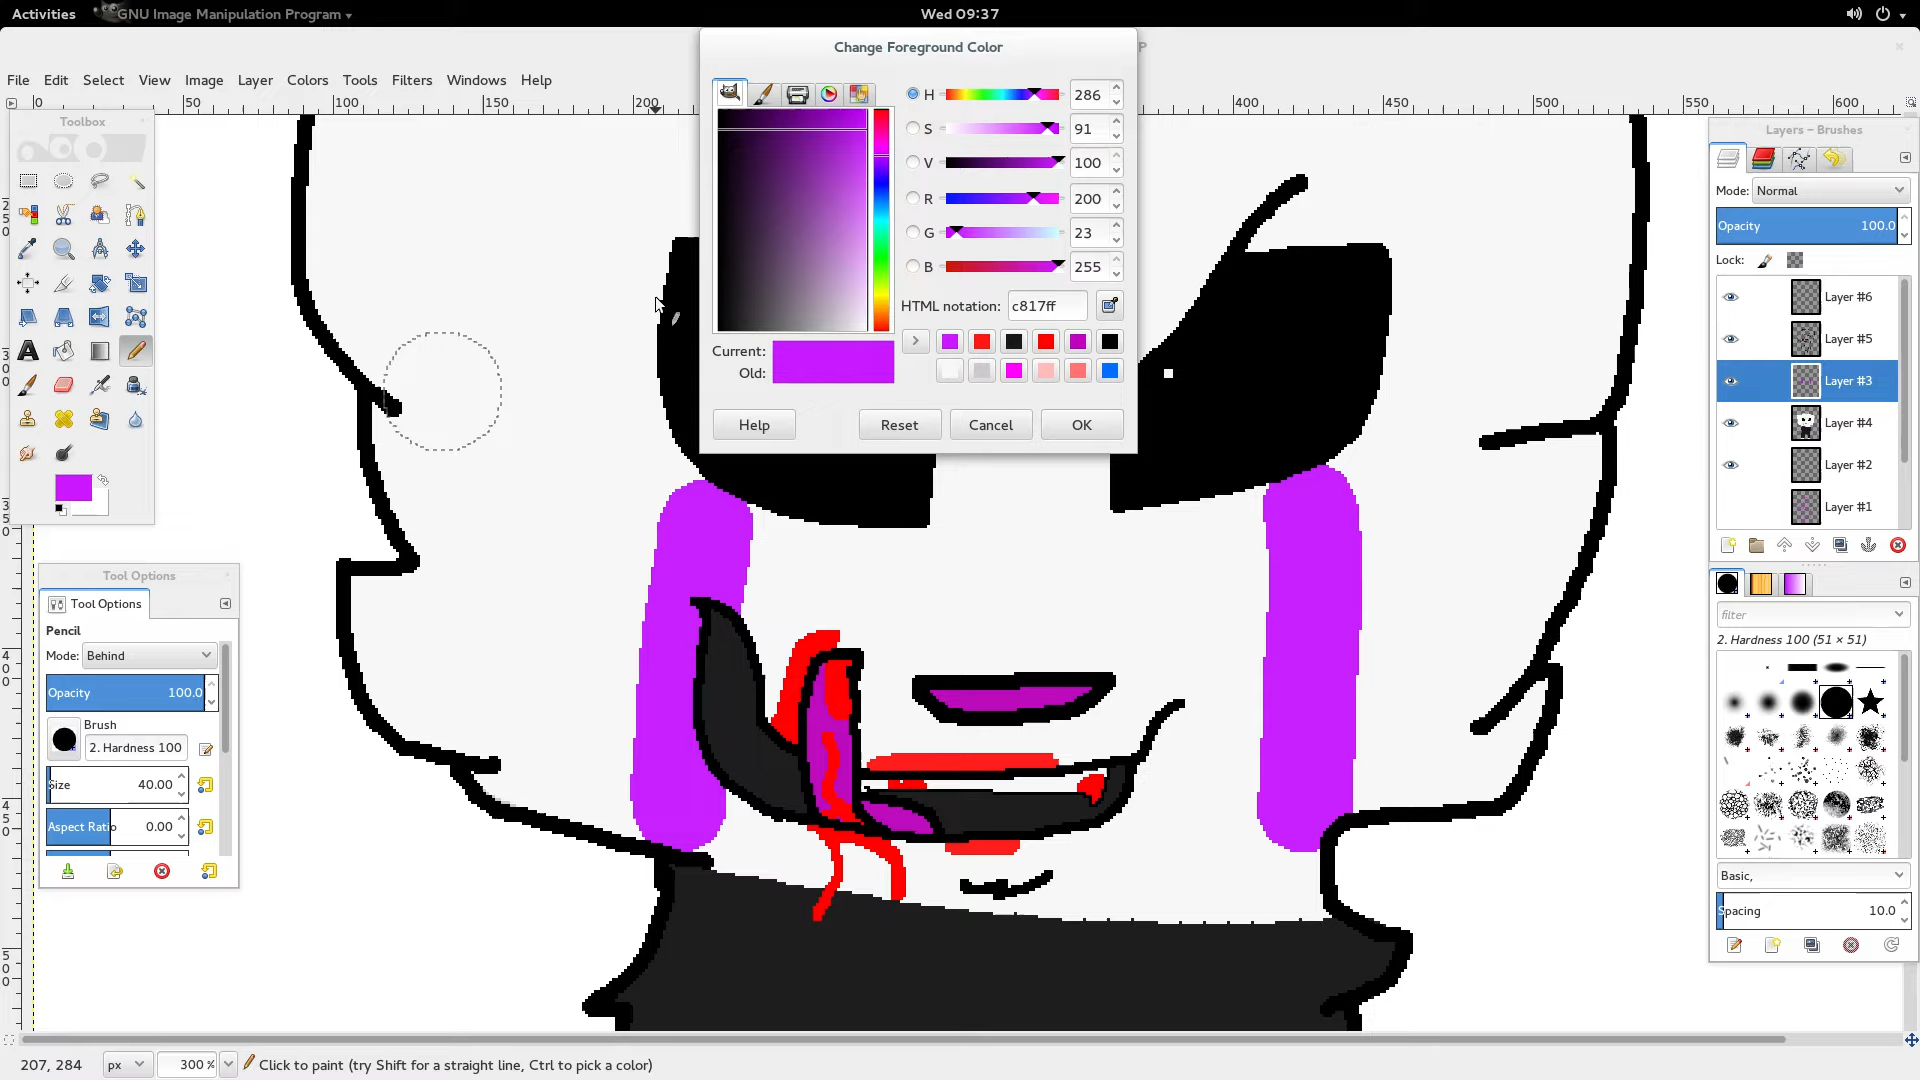 Activities GNU Image Manipulation Program Wed 09:37
Change Foreground Color
File Edit Select View Image Layer Colors Tools Filters Windows Help
0 50 100 150 200 400 450 500 550 600
Toolbox
H 286
S 91
V 100
R 200
G 23
B 255
HTML notation: c817ff
Current:
Old:
Help Reset Cancel OK
Layers – Brushes
Mode: Normal
Opacity 100.0
Lock:
Layer #6
Layer #5
Layer #3
Layer #4
Layer #2
Layer #1
Tool Options
Tool Options
Pencil
Mode: Behind
Opacity 100.0
Brush
2. Hardness 100
Size 40.00
Aspect Ratio 0.00
filter
2. Hardness 100 (51 × 51)
Basic,
Spacing 10.0
207, 284 px 300 % Click to paint (try Shift for a straight line, Ctrl to pick a color)